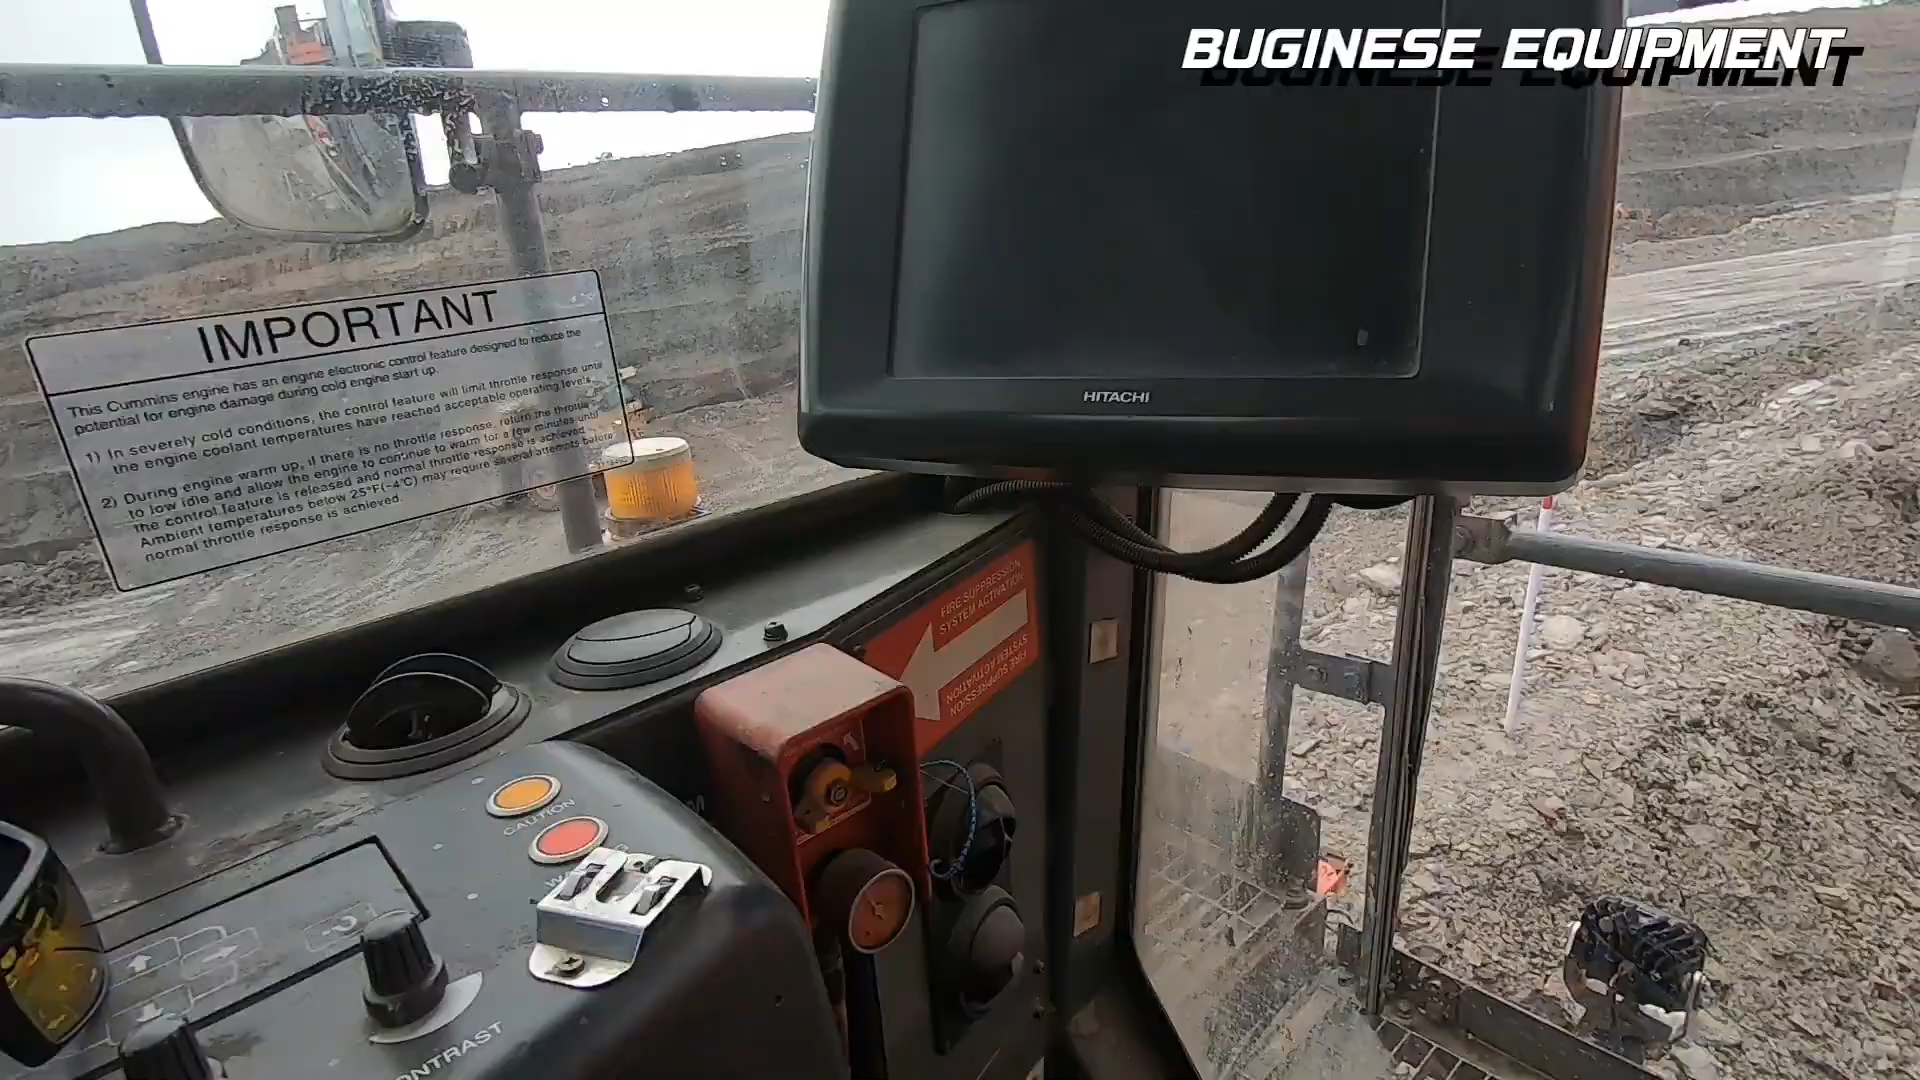 BUGINESE EQUIPMENT
IMPORTANT
This Cummins engine has an engine electronic control feature designed to reduce the
potential for engine damage during cold engine start up.
1) In severely cold conditions, the control feature will limit throttle response until
the engine coolant temperatures have reached acceptable operating levels.
2) During engine warm up, if there is no throttle response, return the throttle
to low idle and allow the engine to continue to warm for a few minutes until
the control feature is released and normal throttle response is achieved.
Ambient temperatures below 25°F(-4°C) may require several attempts before
normal throttle response is achieved.
HITACHI
FIRE SUPPRESSION
SYSTEM ACTIVATION
FIRE SUPPRESSION
SYSTEM ACTIVATION
CAUTION
ONTRAST